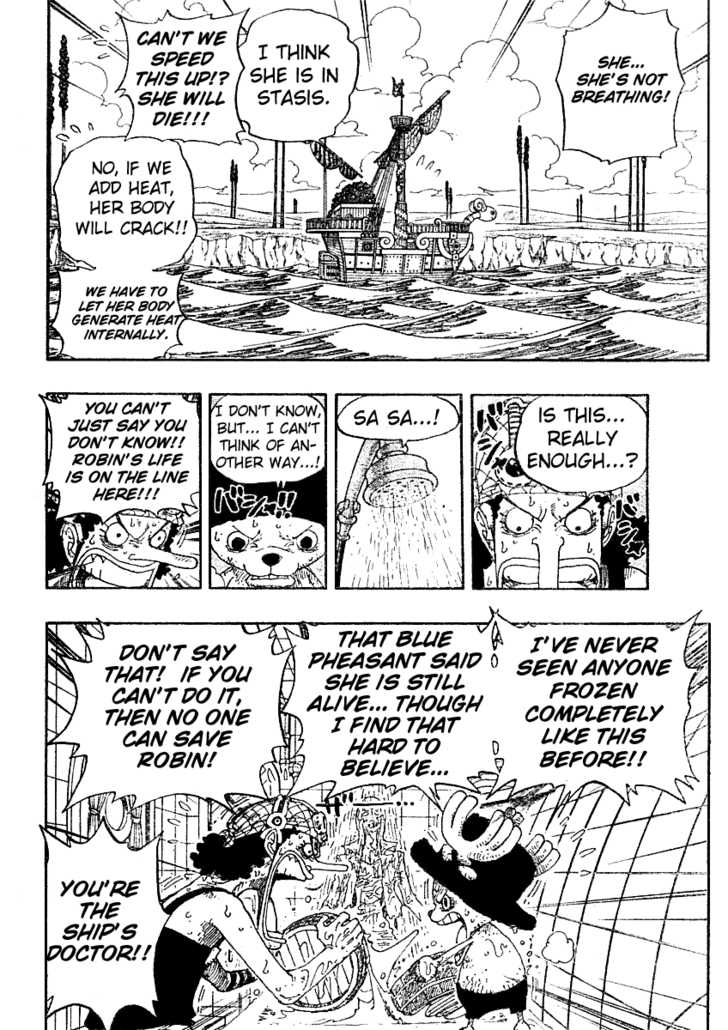 SHE...
SHE'S NOT
BREATHING!
I THINK
SHE IS IN
STASIS.
CAN'T WE
SPEED
THIS UP!?
SHE WILL
DIE!!!
NO, IF WE
ADD HEAT,
HER BODY
WILL CRACK!!
WE HAVE TO
LET HER BODY
GENERATE HEAT
INTERNALLY.
IS THIS...
REALLY
ENOUGH...?
SA SA...!
I DON'T KNOW,
BUT... I CAN'T
THINK OF AN-
OTHER WAY...!
バシャ!!
YOU CAN'T
JUST SAY YOU
DON'T KNOW!!
ROBIN'S LIFE
IS ON THE LINE
HERE!!!
I'VE NEVER
SEEN ANYONE
FROZEN
COMPLETELY
LIKE THIS
BEFORE!!
THAT BLUE
PHEASANT SAID
SHE IS STILL
ALIVE... THOUGH
I FIND THAT
HARD TO
BELIEVE...
DON'T SAY
THAT! IF YOU
CAN'T DO IT,
THEN NO ONE
CAN SAVE
ROBIN!
YOU'RE
THE
SHIP'S
DOCTOR!!